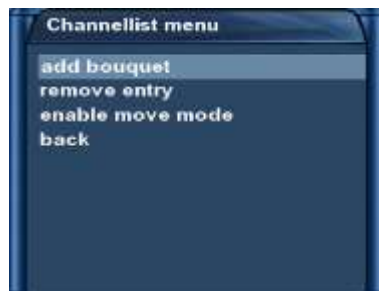 Channellist menu
add bouquet
remove entry
enable move mode
back